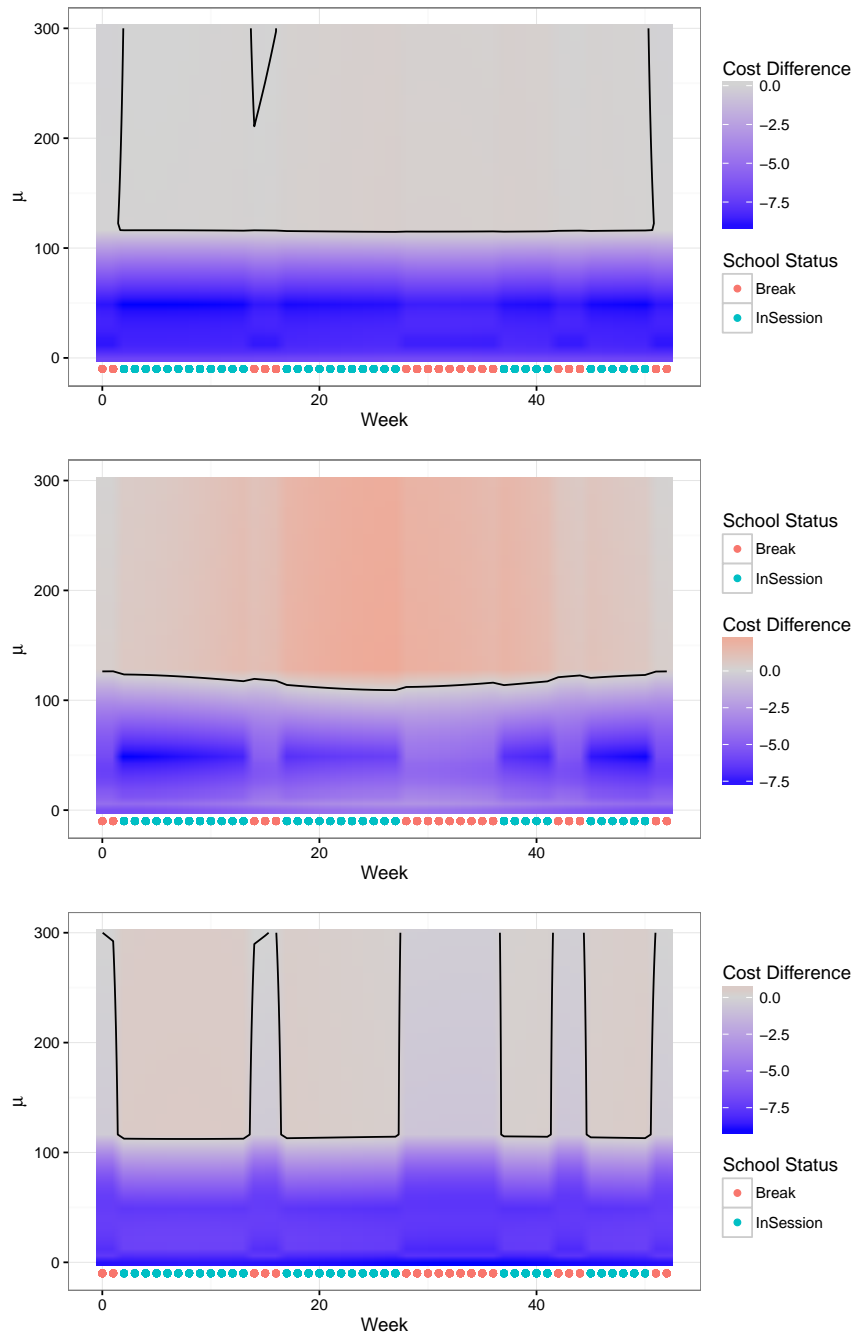 300
200
100
0
μ
0
20
40
Week
Cost Difference
0.0
−2.5
−5.0
−7.5
School Status
Break
InSession
300
200
100
0
μ
0
20
40
Week
School Status
Break
InSession
Cost Difference
0.0
−2.5
−5.0
−7.5
300
200
100
0
μ
0
20
40
Week
Cost Difference
0.0
−2.5
−5.0
−7.5
School Status
Break
InSession